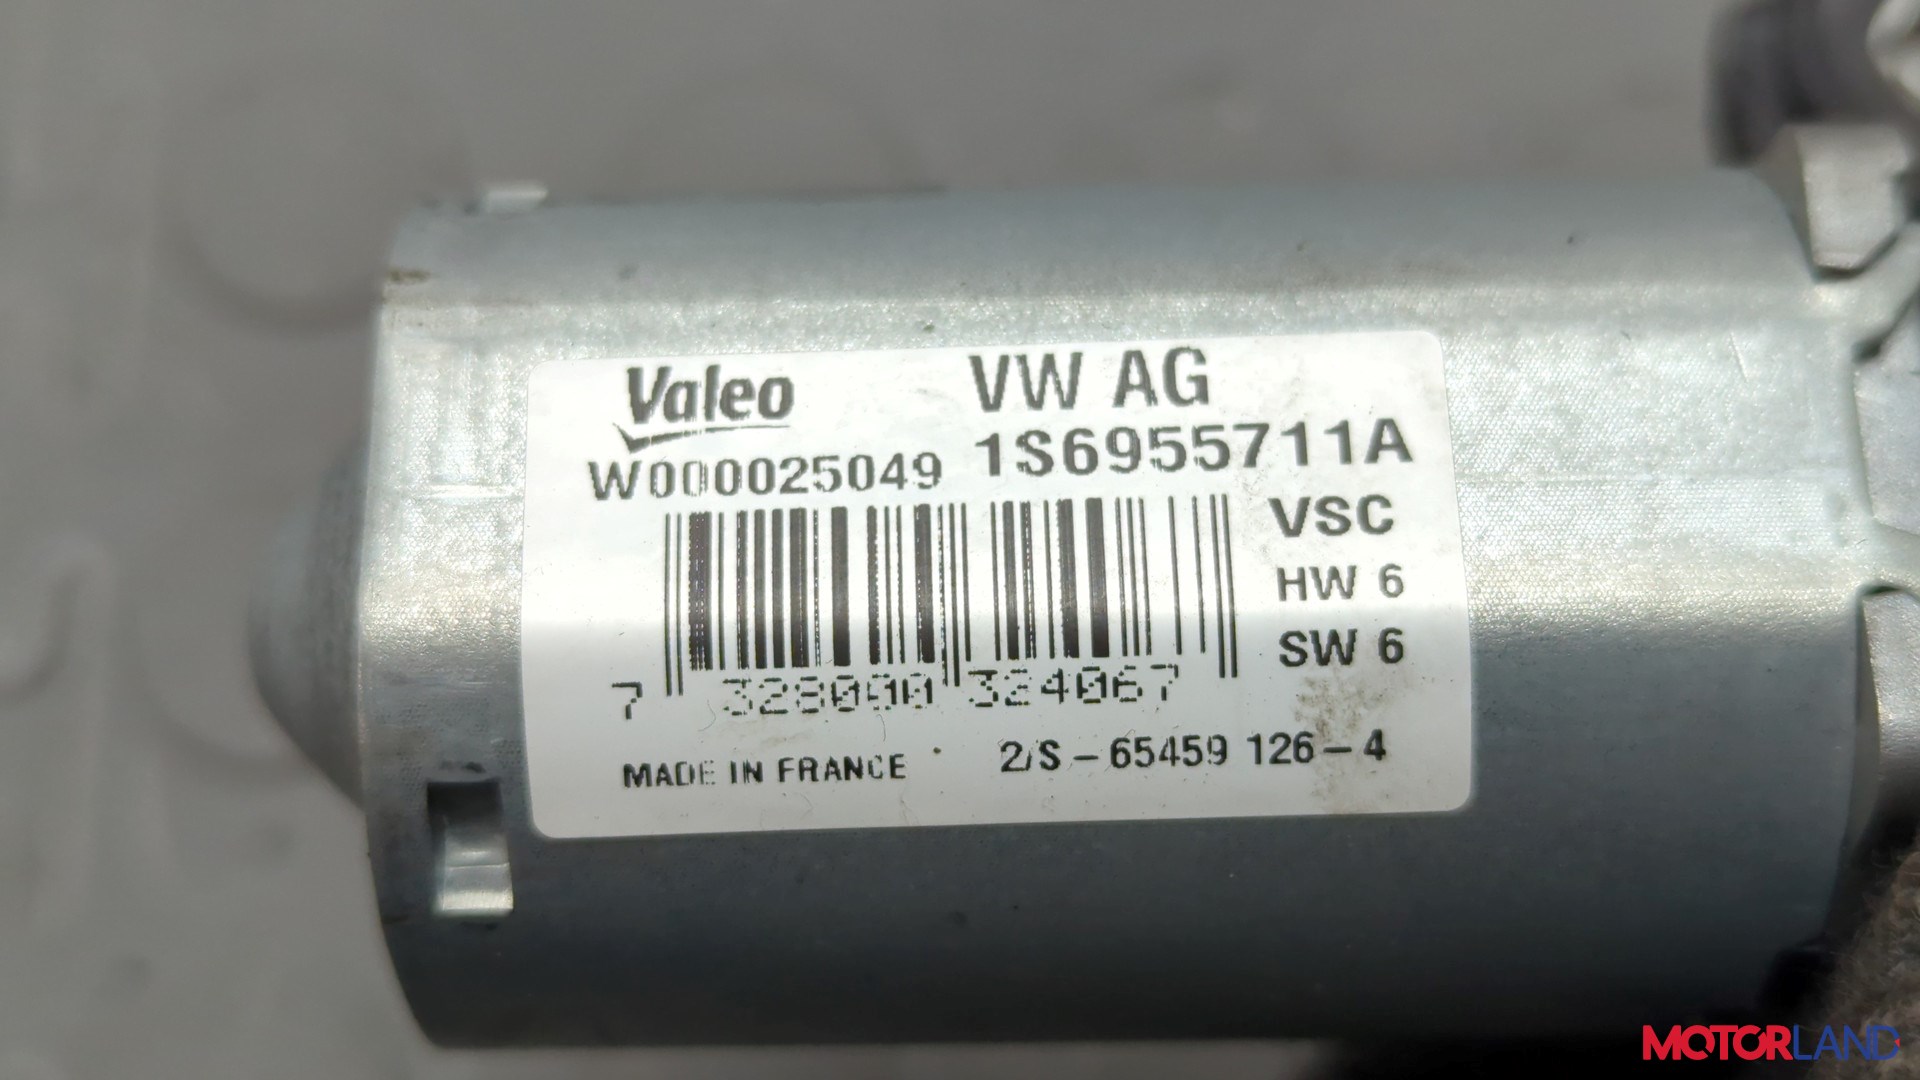 Valeo
VW AG
W000025049
1S6955711A
VSC
HW 6
SW 6
7 328000 324067
MADE IN FRANCE
2/S - 65459 126 - 4
MOTORLAND